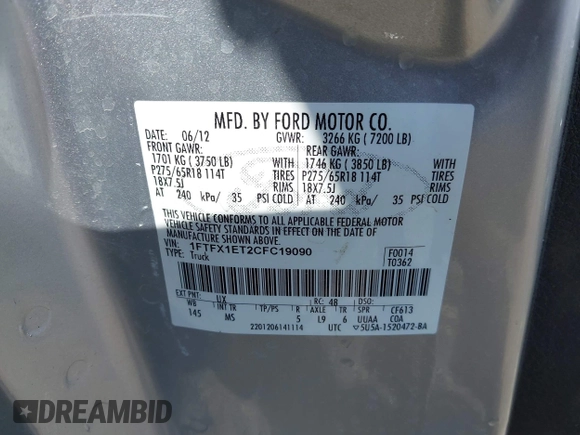 MFD. BY FORD MOTOR CO.
DATE: 06/12 GVWR: 3266 KG ( 7200 LB)
FRONT GAWR: REAR GAWR:
1701 KG ( 3750 LB) WITH 1746 KG ( 3850 LB) WITH
P275/65R18 114T TIRES P275/65R18 114T TIRES
18X7.5J RIMS 18X7.5J RIMS
AT 240 kPa/ 35 PSI COLD AT 240 kPa/ 35 PSI COLD
THIS VEHICLE CONFORMS TO ALL APPLICABLE FEDERAL MOTOR
VEHICLE SAFETY STANDARDS IN EFFECT ON THE DATE OF
MANUFACTURE SHOWN ABOVE.
VIN: 1FTFX1ET2CFC19090 F0014
TYPE: Truck T0362
EXT PNT: UX RC: 48 DSO:
WB INT TR TP/PS R AXLE TR SPR CF613
145 MS 5 L9 6 UUAA COA
2201206141114 UTC ▽5U5A-1520472-BA
DREAMBID